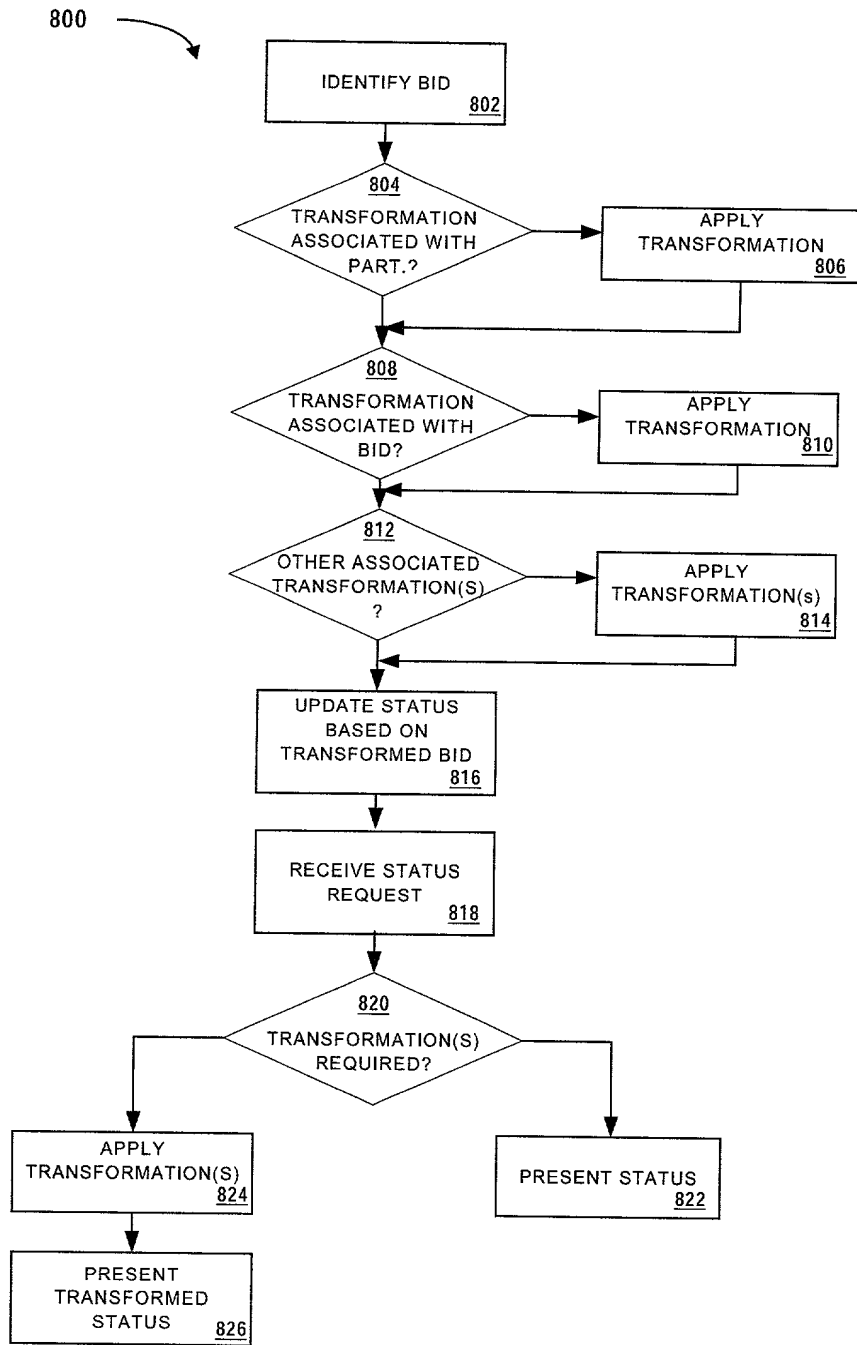 800
IDENTIFY BID
802
804
TRANSFORMATION
ASSOCIATED WITH
PART.?
APPLY
TRANSFORMATION
806
808
TRANSFORMATION
ASSOCIATED WITH
BID?
APPLY
TRANSFORMATION
810
812
OTHER ASSOCIATED
TRANSFORMATION(S)
?
APPLY
TRANSFORMATION(s)
814
UPDATE STATUS
BASED ON
TRANSFORMED BID
816
RECEIVE STATUS
REQUEST
818
820
TRANSFORMATION(S)
REQUIRED?
APPLY
TRANSFORMATION(S)
824
PRESENT STATUS
822
PRESENT
TRANSFORMED
STATUS
826